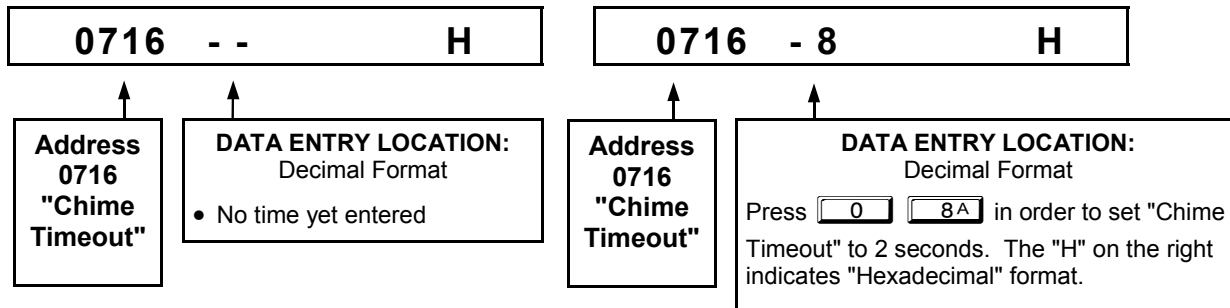 0716 - - H
0716 - 8 H
Address
0716
"Chime
Timeout"
DATA ENTRY LOCATION:
Decimal Format
• No time yet entered
Address
0716
"Chime
Timeout"
DATA ENTRY LOCATION:
Decimal Format
Press 0 8A in order to set "Chime
Timeout" to 2 seconds. The "H" on the right
indicates "Hexadecimal" format.